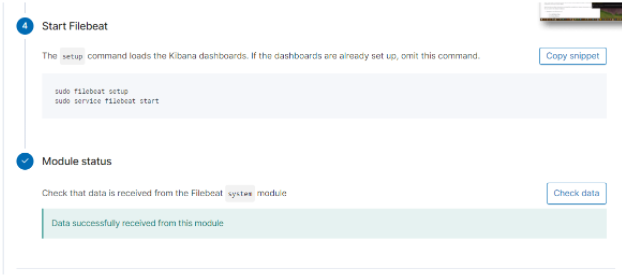 4 Start Filebeat
The setup command loads the Kibana dashboards. If the dashboards are already set up, omit this command.
Copy snippet
sudo filebeat setup
sudo service filebeat start
Module status
Check that data is received from the Filebeat system module
Check data
Data successfully received from this module